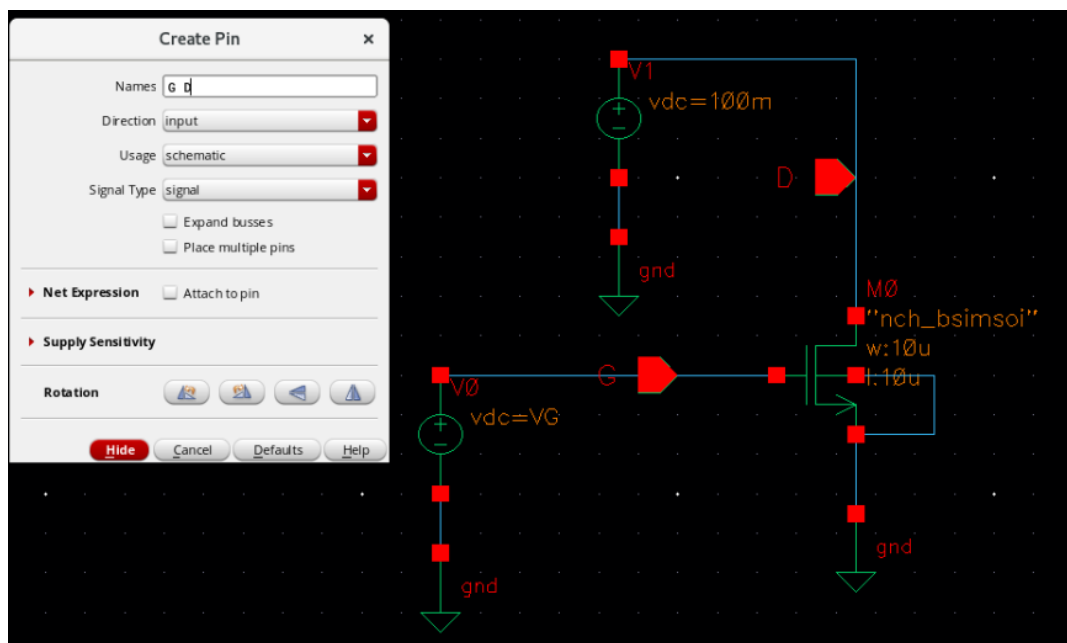 Create Pin ×
Names G D
Direction input
Usage schematic
Signal Type signal
Expand busses
Place multiple pins
Net Expression Attach to pin
Supply Sensitivity
Rotation
Hide Cancel Defaults Help
V1
vdc=100m
D
gnd
M0
"nch_bsimsoi"
w:10u
l:10u
G
V0
vdc=VG
gnd
gnd